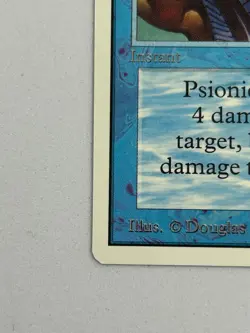 Instant
Psionic
4 dam
target,
damage t
Illus. © Douglas